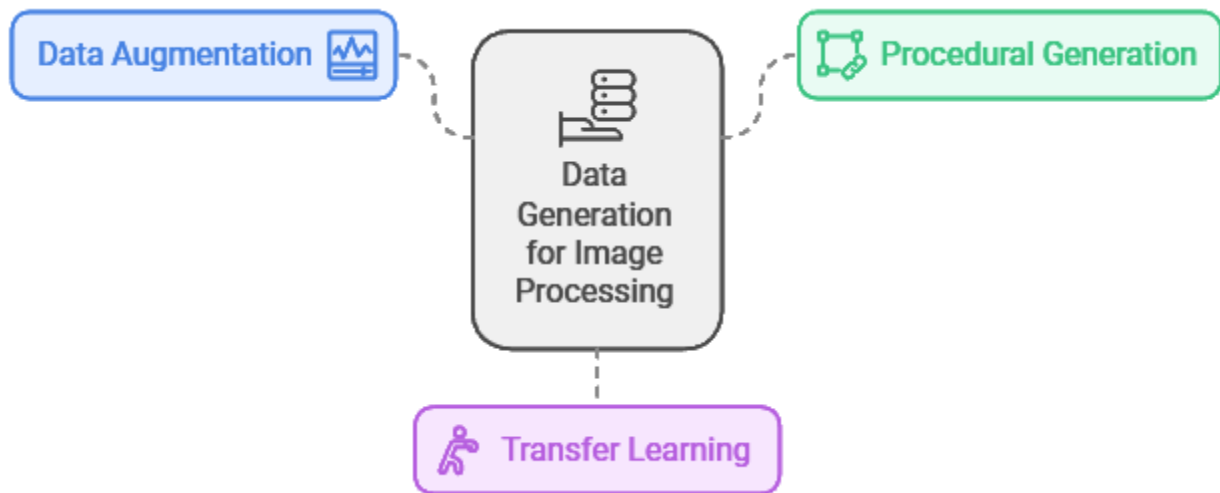 Data Augmentation
Procedural Generation
Data
Generation
for Image
Processing
Transfer Learning